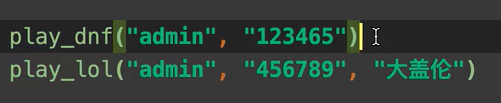 play_dnf("admin", "123465")
play_lol("admin", "456789", "大盖伦")